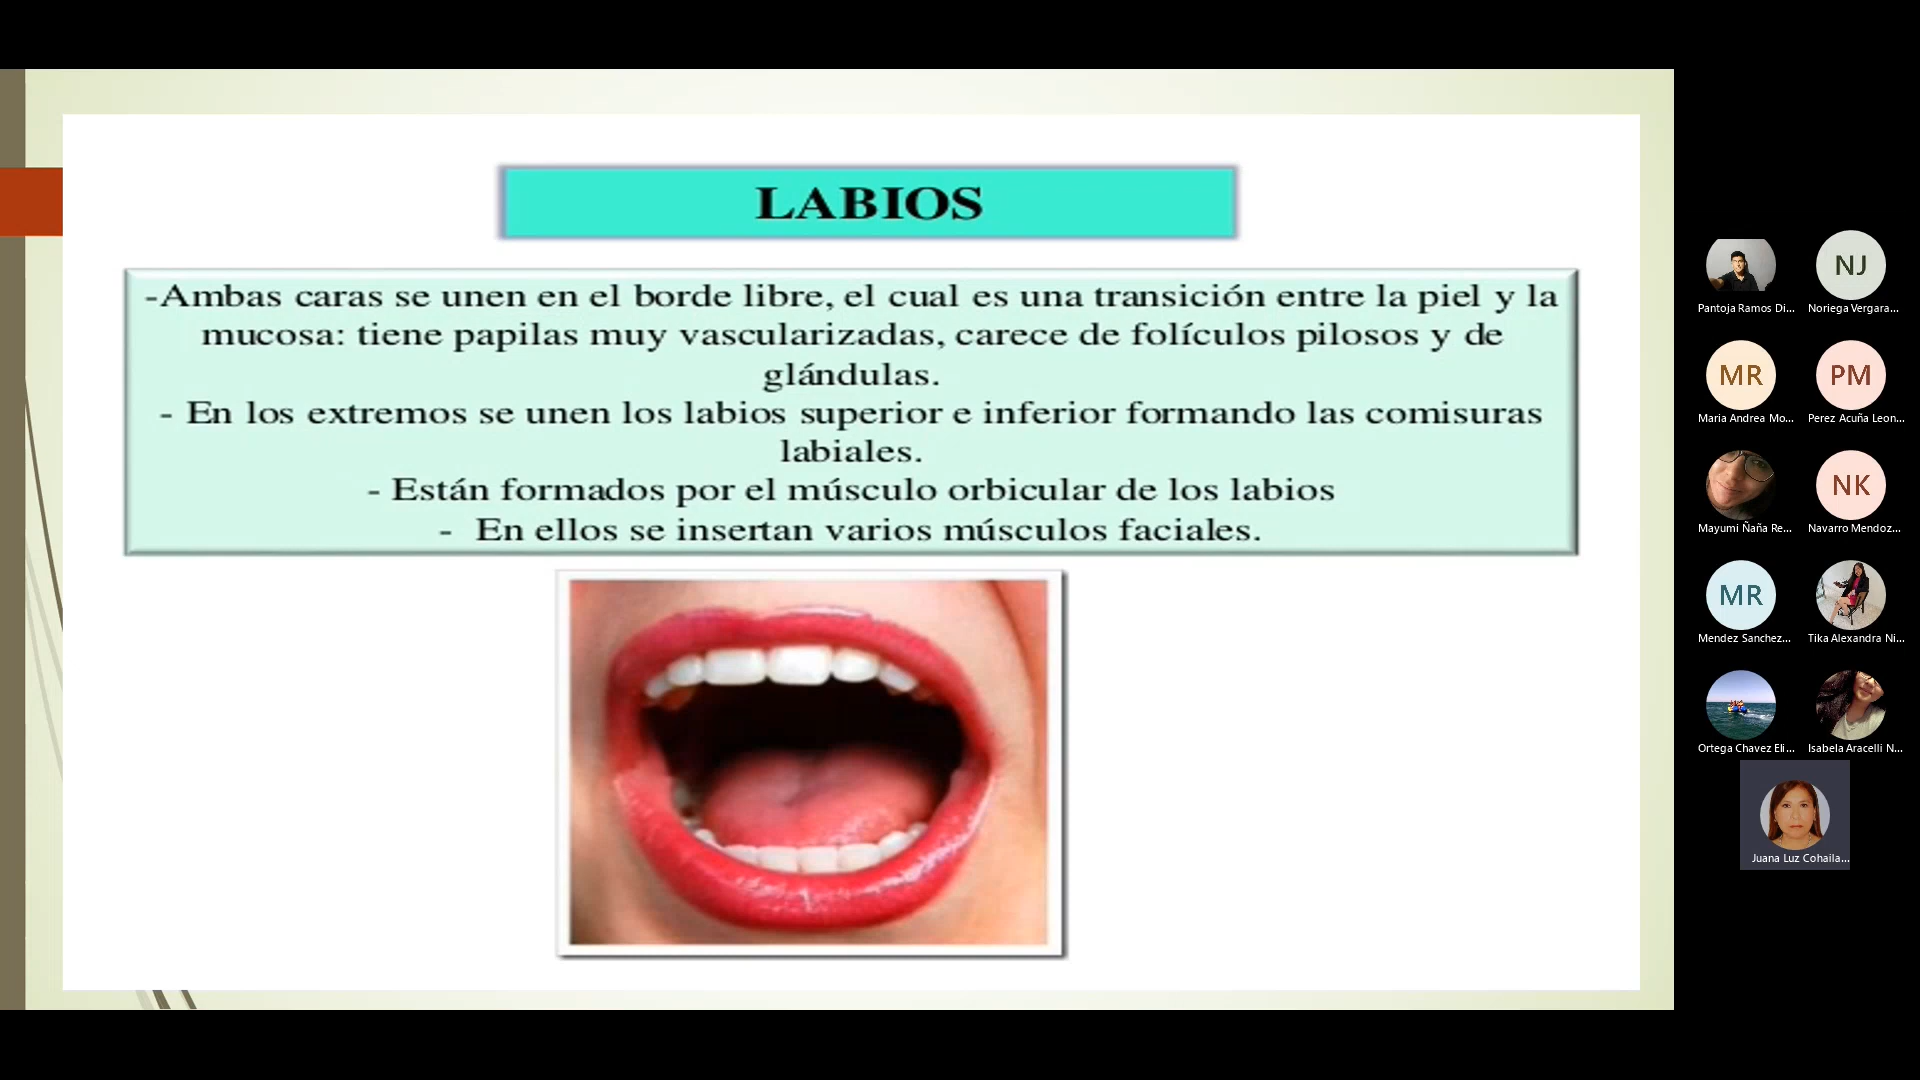 LABIOS
-Ambas caras se unen en el borde libre, el cual es una transición entre la piel y la
mucosa: tiene papilas muy vascularizadas, carece de folículos pilosos y de
glándulas.
- En los extremos se unen los labios superior e inferior formando las comisuras
labiales.
- Están formados por el músculo orbicular de los labios
- En ellos se insertan varios músculos faciales.
NJ
Pantoja Ramos Di...
Noriega Vergara...
MR
PM
Maria Andrea Mo...
Perez Acuña Leon...
NK
Mayumi Ñaña Re...
Navarro Mendoz...
MR
Mendez Sanchez...
Tika Alexandra Ni...
Ortega Chavez Eli...
Isabela Aracelli N...
Juana Luz Cohaila...